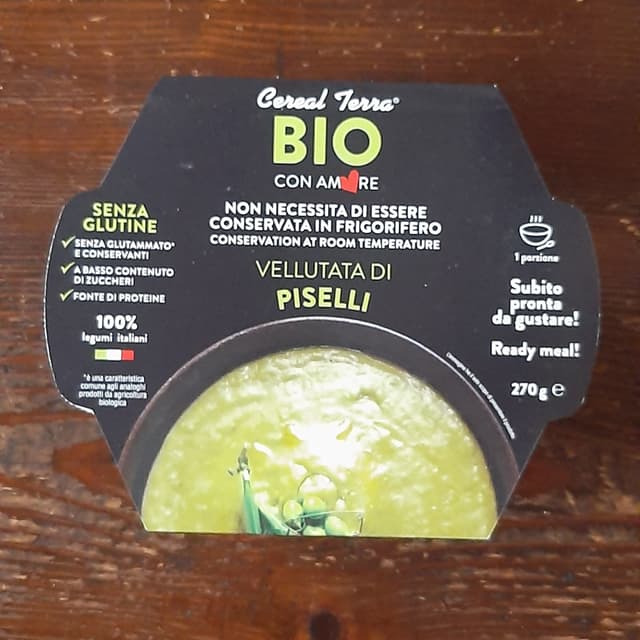 Cereal Terra®
BIO
CON AM❤RE
NON NECESSITA DI ESSERE
CONSERVATA IN FRIGORIFERO
CONSERVATION AT ROOM TEMPERATURE
VELLUTATA DI
PISELLI
SENZA
GLUTINE
SENZA GLUTAMMATO*
E CONSERVANTI
A BASSO CONTENUTO
DI ZUCCHERI
FONTE DI PROTEINE
100%
legumi italiani
*è una caratteristica
comune agli analoghi
prodotti da agricoltura
biologica
1 porzione
Subito
pronta
da gustare!
Ready meal!
270g e